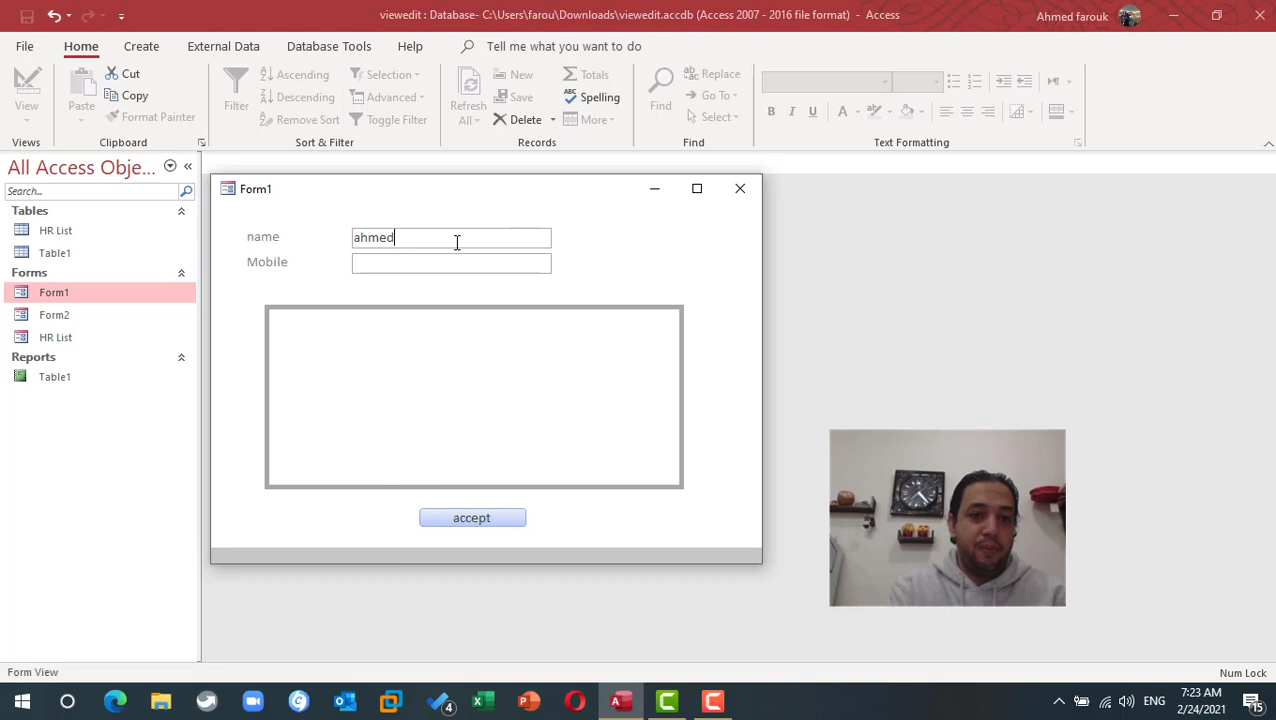 viewedit : Database- C:\Users\farou\Downloads\viewedit.accdb (Access 2007 - 2016 file format) - Access
Ahmed farouk
File
Home
Create
External Data
Database Tools
Help
Tell me what you want to do
View
Views
Paste
Cut
Copy
Format Painter
Clipboard
Filter
Ascending
Descending
Remove Sort
Selection
Advanced
Toggle Filter
Sort & Filter
Refresh
All
New
Save
Delete
Totals
ABC
Spelling
More
Records
Find
Replace
Go To
Select
Find
B
I
U
A
Text Formatting
All Access Obje...
Search...
Tables
HR List
Table1
Forms
Form1
Form2
HR List
Reports
Table1
Form1
name
ahmed
Mobile
accept
Form View
Num Lock
4
ENG
7:23 AM
2/24/2021
15